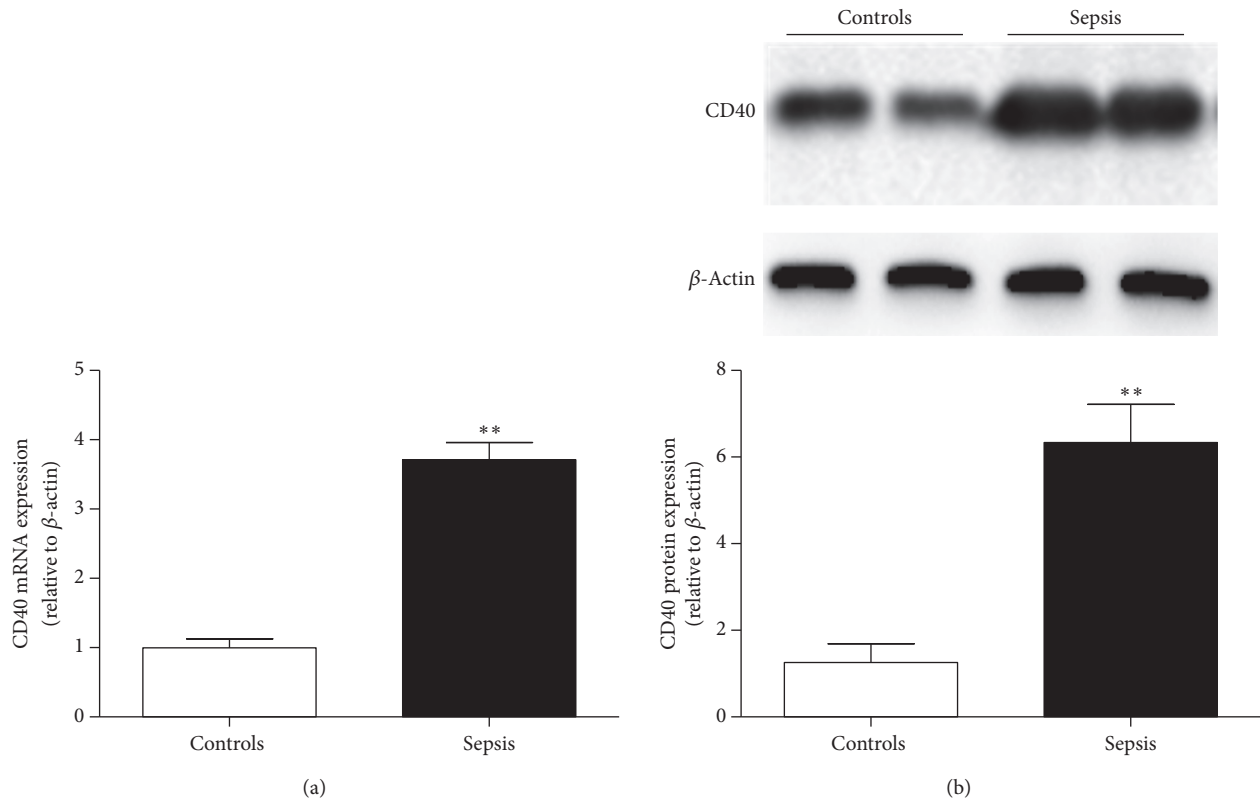 Controls Sepsis
CD40
β-Actin
5
4
3
2
1
0
CD40 mRNA expression
(relative to β-actin)
**
Controls Sepsis
(a)
8
6
4
2
0
CD40 protein expression
(relative to β-actin)
**
Controls Sepsis
(b)